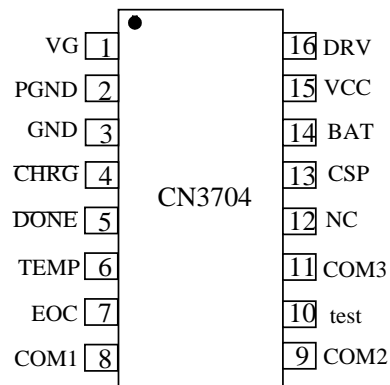 VG 1 16 DRV
PGND 2 15 VCC
GND 3 14 BAT
CHRG 4 13 CSP
CN3704
DONE 5 12 NC
TEMP 6 11 COM3
EOC 7 10 test
COM1 8 9 COM2